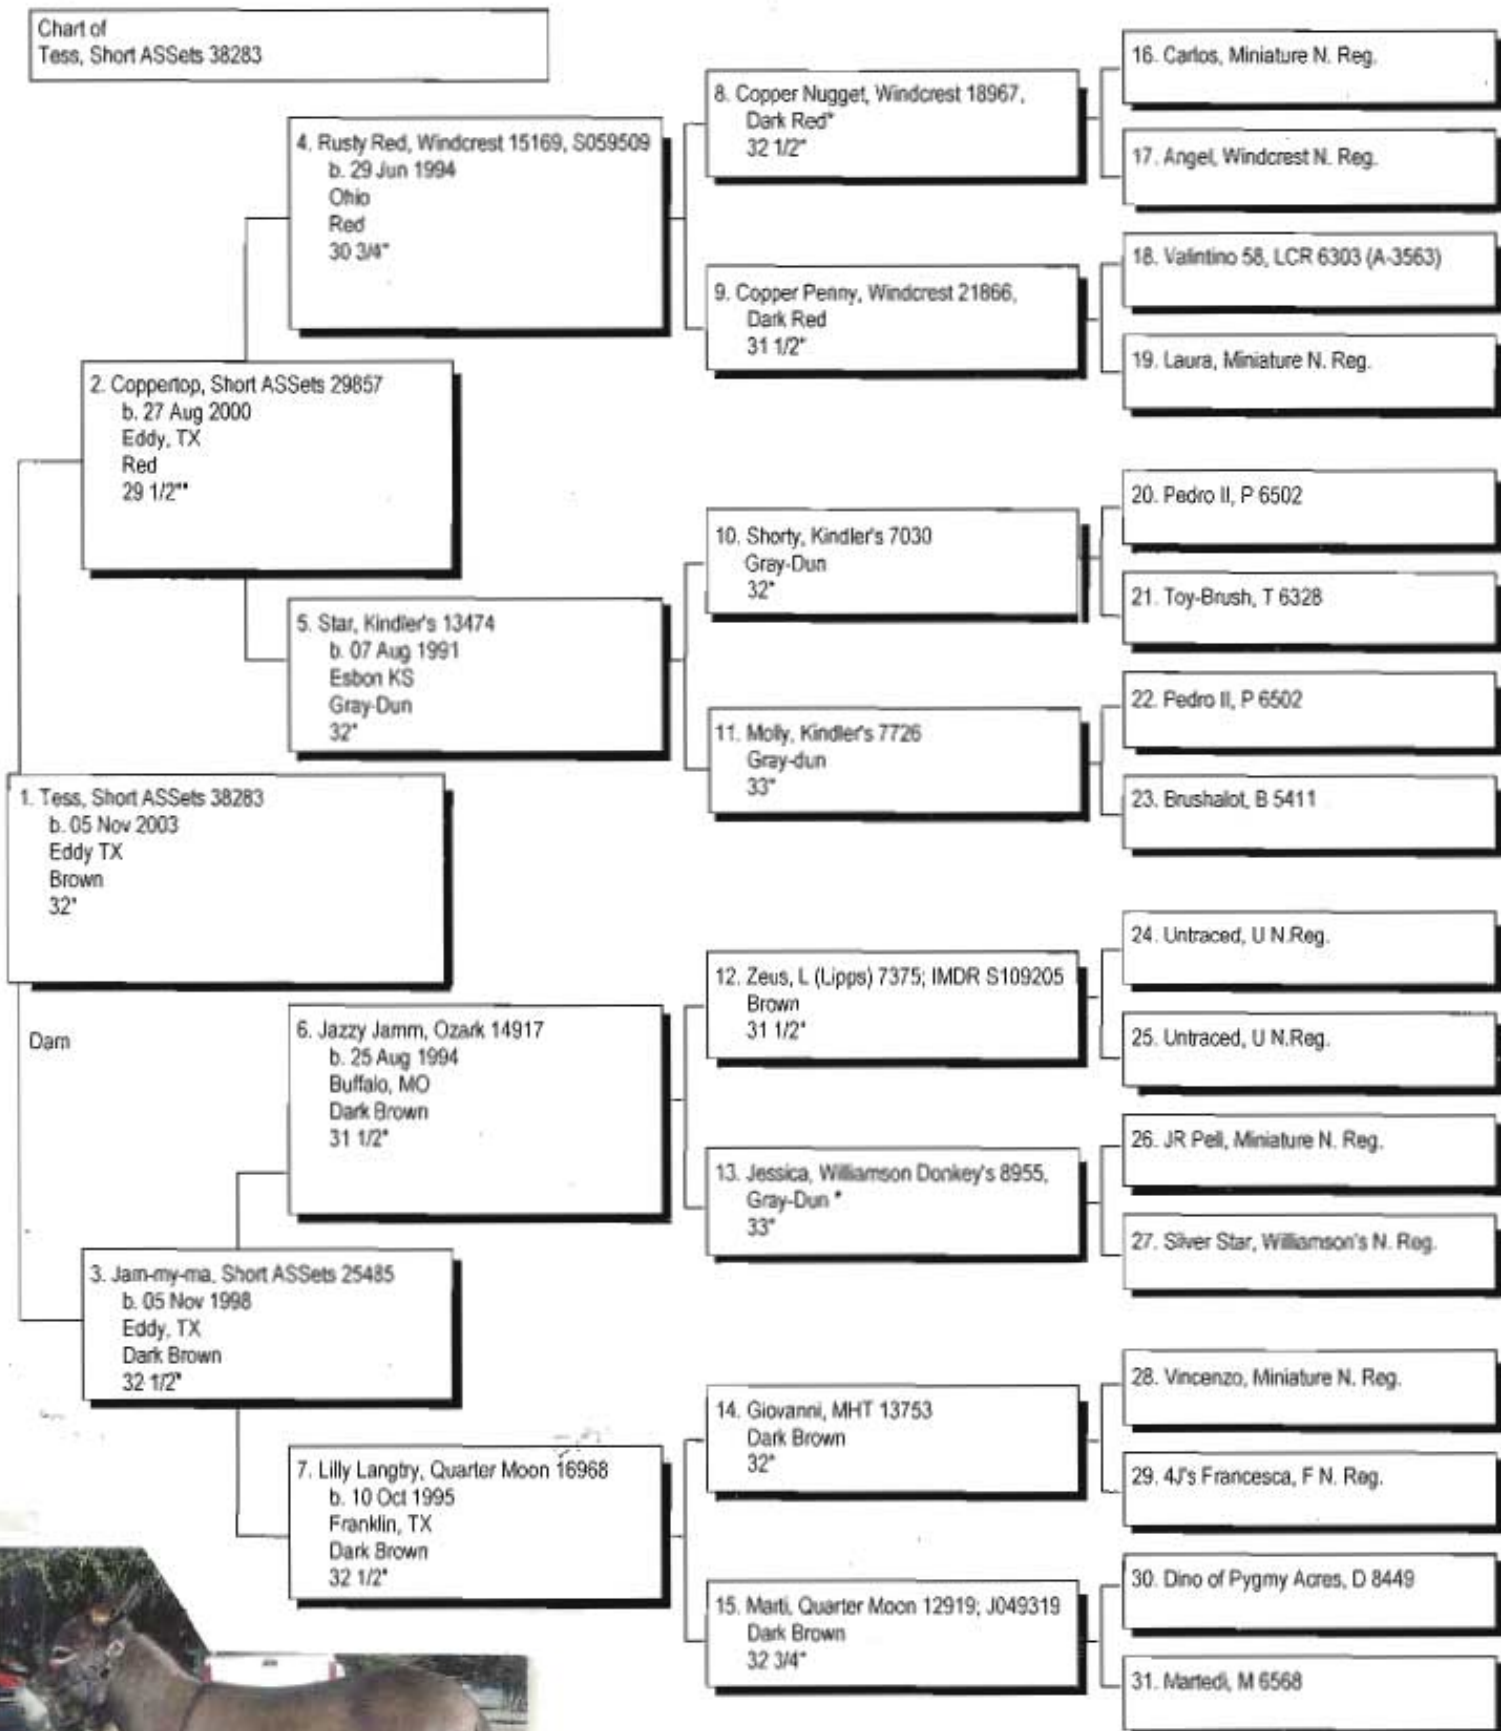 Chart of
Tess, Short ASSets 38283
1. Tess, Short ASSets 38283
b. 05 Nov 2003
Eddy TX
Brown
32"
Dam
2. Coppertop, Short ASSets 29857
b. 27 Aug 2000
Eddy, TX
Red
29 1/2""
3. Jam-my-ma, Short ASSets 25485
b. 05 Nov 1998
Eddy, TX
Dark Brown
32 1/2"
4. Rusty Red, Windcrest 15169, S059509
b. 29 Jun 1994
Ohio
Red
30 3/4"
5. Star, Kindler's 13474
b. 07 Aug 1991
Esbon KS
Gray-Dun
32"
6. Jazzy Jamm, Ozark 14917
b. 25 Aug 1994
Buffalo, MO
Dark Brown
31 1/2"
7. Lilly Langtry, Quarter Moon 16968
b. 10 Oct 1995
Franklin, TX
Dark Brown
32 1/2"
8. Copper Nugget, Windcrest 18967,
Dark Red*
32 1/2"
9. Copper Penny, Windcrest 21866,
Dark Red
31 1/2"
10. Shorty, Kindler's 7030
Gray-Dun
32"
11. Molly, Kindler's 7726
Gray-dun
33"
12. Zeus, L (Lipps) 7375; IMDR S109205
Brown
31 1/2"
13. Jessica, Williamson Donkey's 8955,
Gray-Dun *
33"
14. Giovanni, MHT 13753
Dark Brown
32"
15. Marti, Quarter Moon 12919; J049319
Dark Brown
32 3/4"
16. Carlos, Miniature N. Reg.
17. Angel, Windcrest N. Reg.
18. Valintino 58, LCR 6303 (A-3563)
19. Laura, Miniature N. Reg.
20. Pedro II, P 6502
21. Toy-Brush, T 6328
22. Pedro II, P 6502
23. Brushalot, B 5411
24. Untraced, U N.Reg.
25. Untraced, U N.Reg.
26. JR Pell, Miniature N. Reg.
27. Silver Star, Williamson's N. Reg.
28. Vincenzo, Miniature N. Reg.
29. 4J's Francesca, F N. Reg.
30. Dino of Pygmy Acres, D 8449
31. Martedi, M 6568